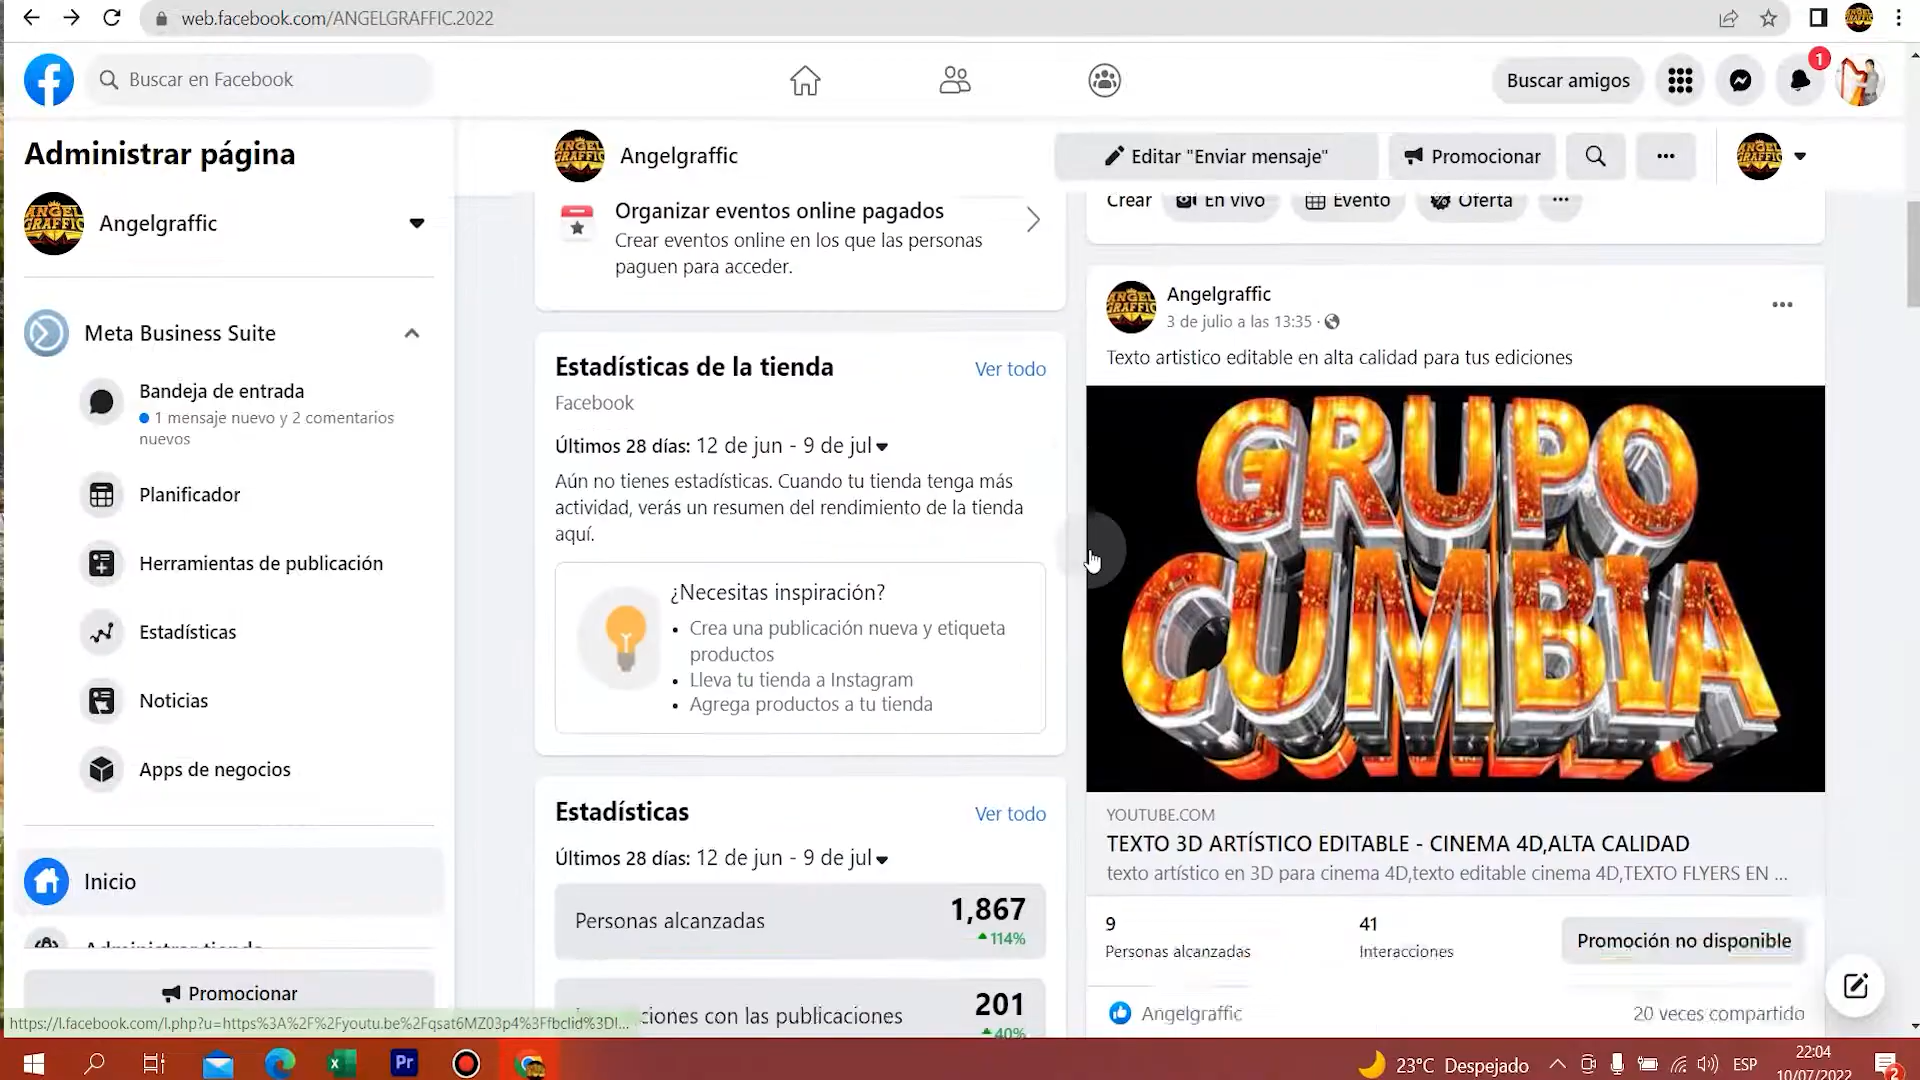 web.facebook.com/ANGELGRAFFIC.2022
Buscar en Facebook
Buscar amigos
1
Administrar página
Angelgraffic
Meta Business Suite
Bandeja de entrada
1 mensaje nuevo y 2 comentarios
nuevos
Planificador
Herramientas de publicación
Estadísticas
Noticias
Apps de negocios
Inicio
Administrar tienda
Promocionar
https://l.facebook.com/l.php?u=https%3A%2F%2Fyoutu.be%2Fqsat6MZ03p4%3Ffbclid%3DI...
Angelgraffic
Editar "Enviar mensaje"
Promocionar
Organizar eventos online pagados
Crear eventos online en los que las personas
paguen para acceder.
Estadísticas de la tienda
Ver todo
Facebook
Últimos 28 días: 12 de jun - 9 de jul
Aún no tienes estadísticas. Cuando tu tienda tenga más
actividad, verás un resumen del rendimiento de la tienda
aquí.
¿Necesitas inspiración?
• Crea una publicación nueva y etiqueta
productos
• Lleva tu tienda a Instagram
• Agrega productos a tu tienda
Estadísticas
Ver todo
Últimos 28 días: 12 de jun - 9 de jul
Personas alcanzadas
1,867
114%
ciones con las publicaciones
201
40%
Crear
En vivo
Evento
Oferta
Angelgraffic
3 de julio a las 13:35
Texto artistico editable en alta calidad para tus ediciones
GRUPO
CUMBIA
YOUTUBE.COM
TEXTO 3D ARTÍSTICO EDITABLE - CINEMA 4D,ALTA CALIDAD
texto artístico en 3D para cinema 4D,texto editable cinema 4D,TEXTO FLYERS EN ...
9
Personas alcanzadas
41
Interacciones
Promoción no disponible
Angelgraffic
20 veces compartido
Pr
23°C Despejado
ESP
22:04
10/07/2022
2